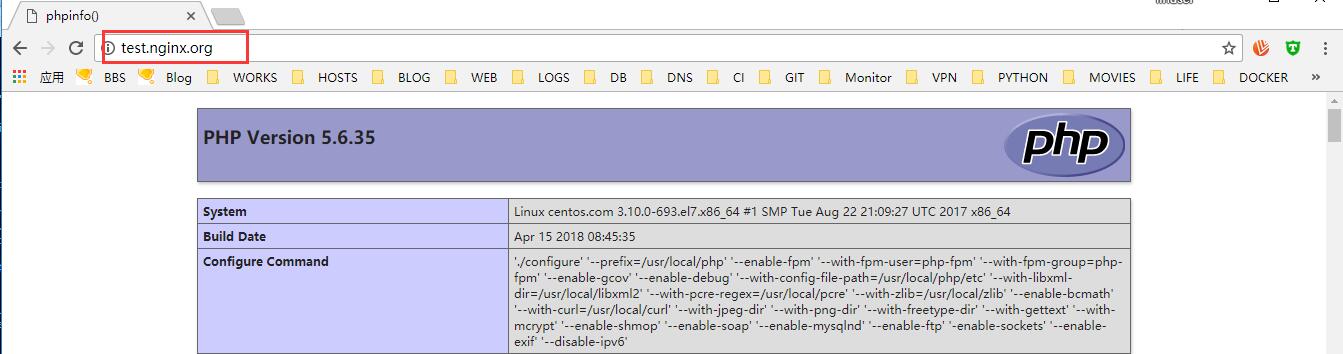 phpinfo()
test.nginx.org
应用 BBS Blog WORKS HOSTS BLOG WEB LOGS DB DNS CI GIT Monitor VPN PYTHON MOVIES LIFE DOCKER »
PHP Version 5.6.35
php
System Linux centos.com 3.10.0-693.el7.x86_64 #1 SMP Tue Aug 22 21:09:27 UTC 2017 x86_64
Build Date Apr 15 2018 08:45:35
Configure Command './configure' '--prefix=/usr/local/php' '--enable-fpm' '--with-fpm-user=php-fpm' '--with-fpm-group=php-
fpm' '--enable-gcov' '--enable-debug' '--with-config-file-path=/usr/local/php/etc' '--with-libxml-
dir=/usr/local/libxml2' '--with-pcre-regex=/usr/local/pcre' '--with-zlib=/usr/local/zlib' '--enable-bcmath'
'--with-curl=/usr/local/curl' '--with-jpeg-dir' '--with-png-dir' '--with-freetype-dir' '--with-gettext' '--with-
mcrypt' '--enable-shmop' '--enable-soap' '--enable-mysqlnd' '--enable-ftp' '-enable-sockets' '--enable-
exif' '--disable-ipv6'